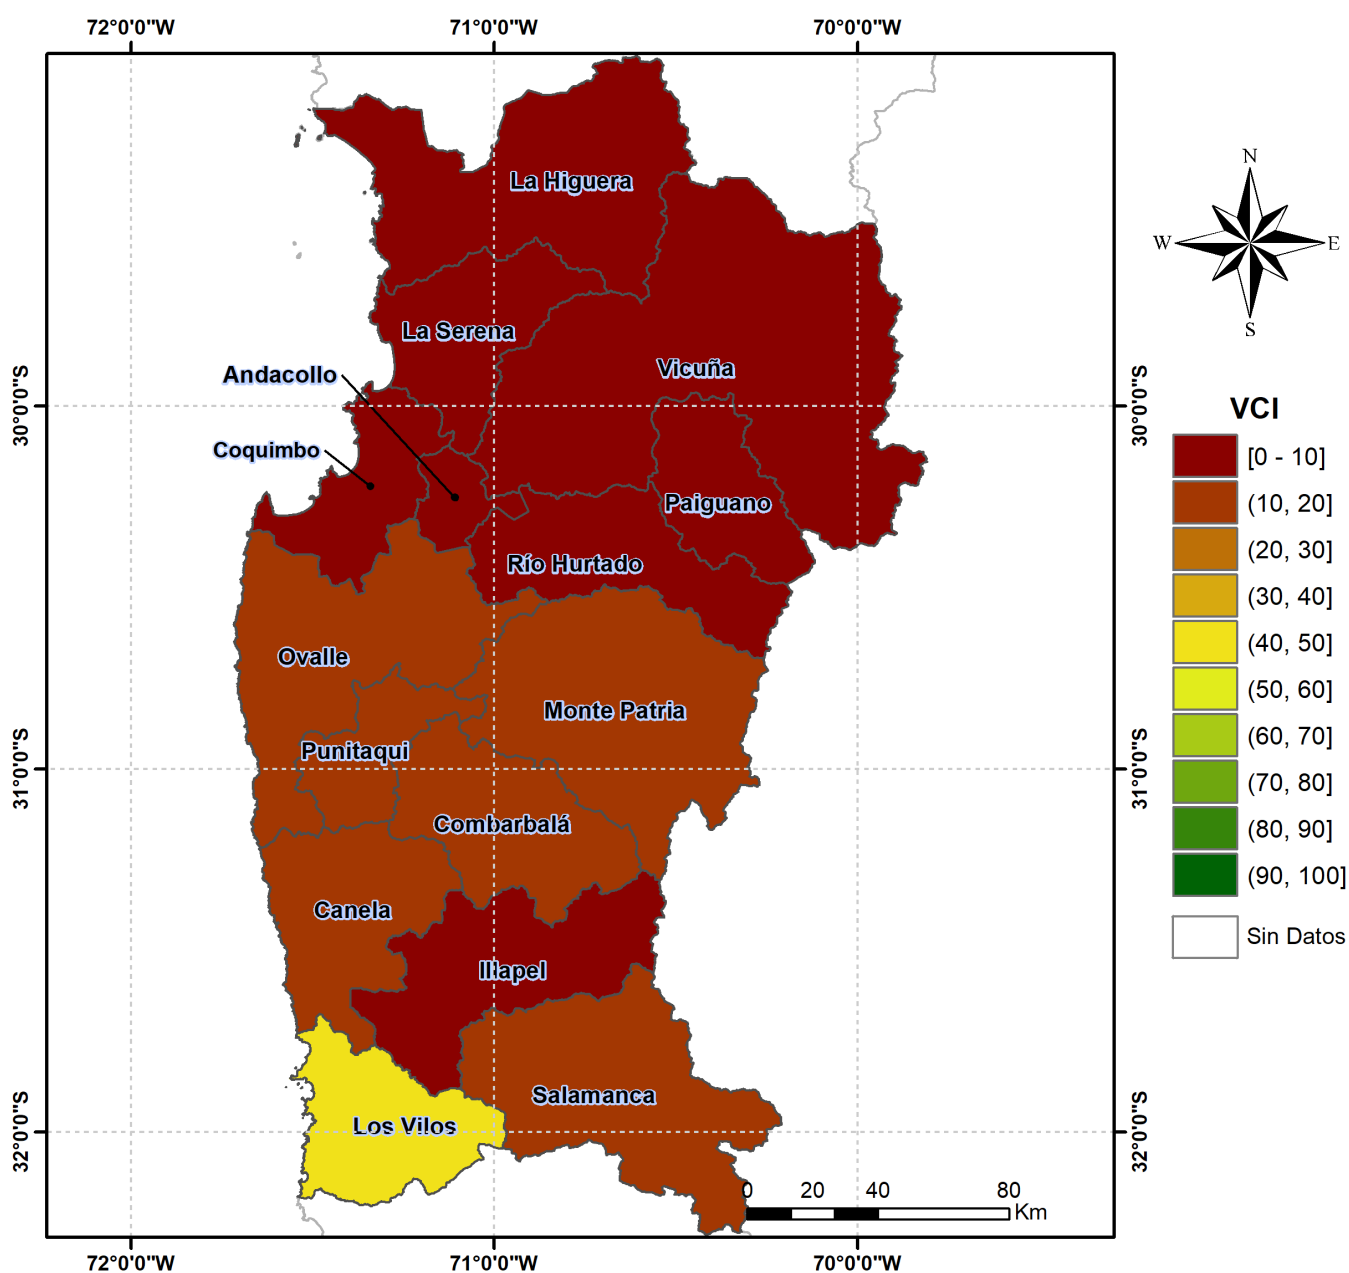 72°0'0"W 71°0'0"W 70°0'0"W
N
W E
S
La Higuera
La Serena
Vicuña
Andacollo
30°0'0"S 30°0'0"S
Coquimbo
Paiguano
Río Hurtado
Ovalle
Monte Patria
Punitaqui
31°0'0"S 31°0'0"S
Combarbalá
Canela
Illapel
Salamanca
Los Vilos
32°0'0"S 32°0'0"S
VCI
[0 - 10]
(10, 20]
(20, 30]
(30, 40]
(40, 50]
(50, 60]
(60, 70]
(70, 80]
(80, 90]
(90, 100]
Sin Datos
0 20 40 80
Km
72°0'0"W 71°0'0"W 70°0'0"W